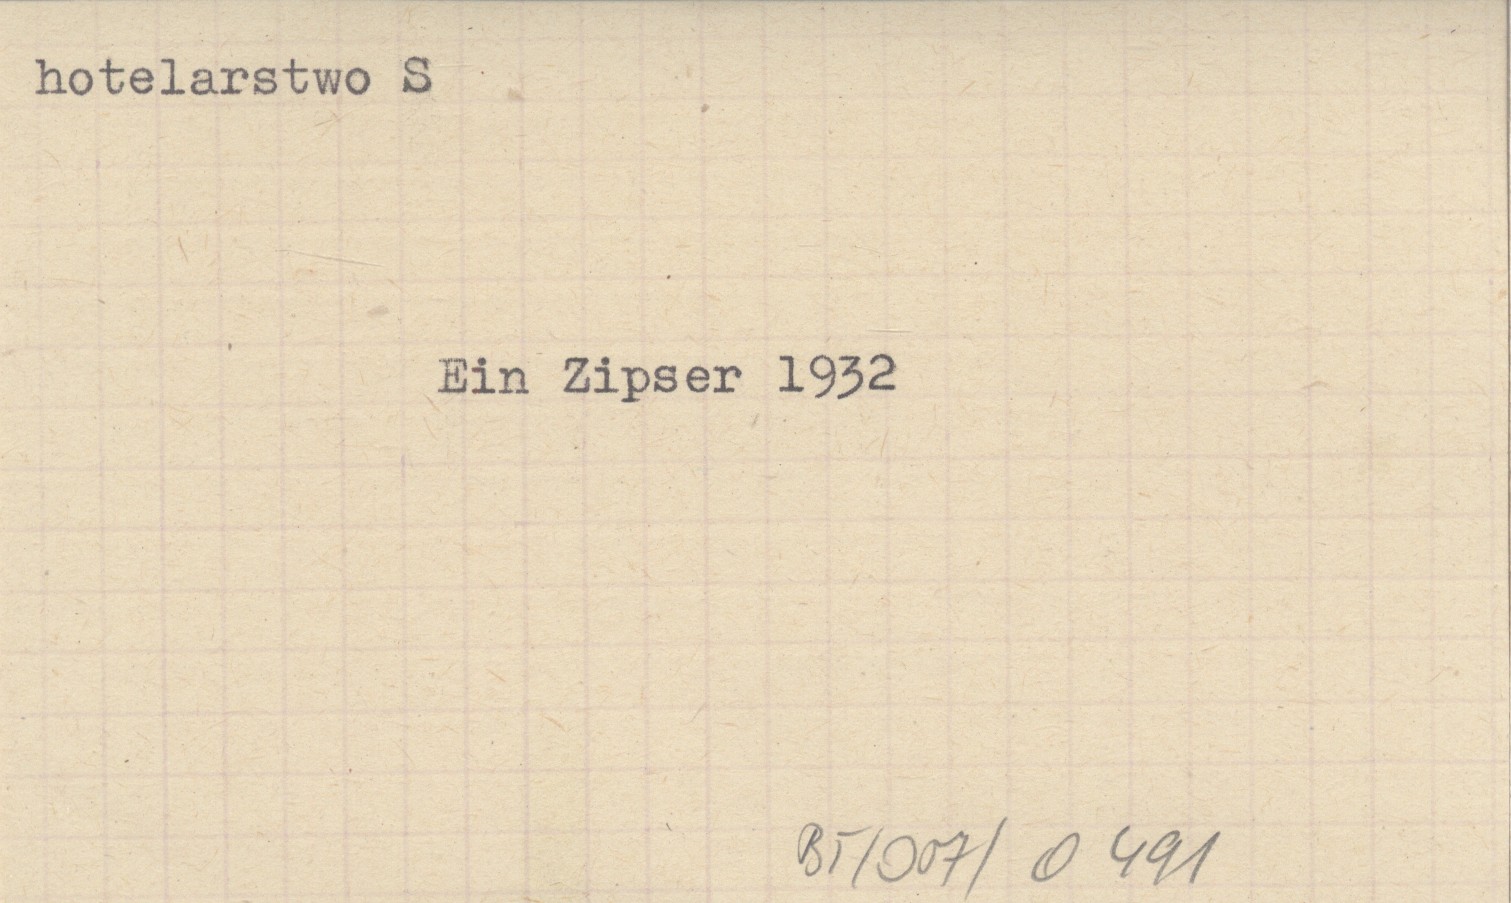 hotelarstwo S
Ein Zipser 1932
BT/007/ 0 491